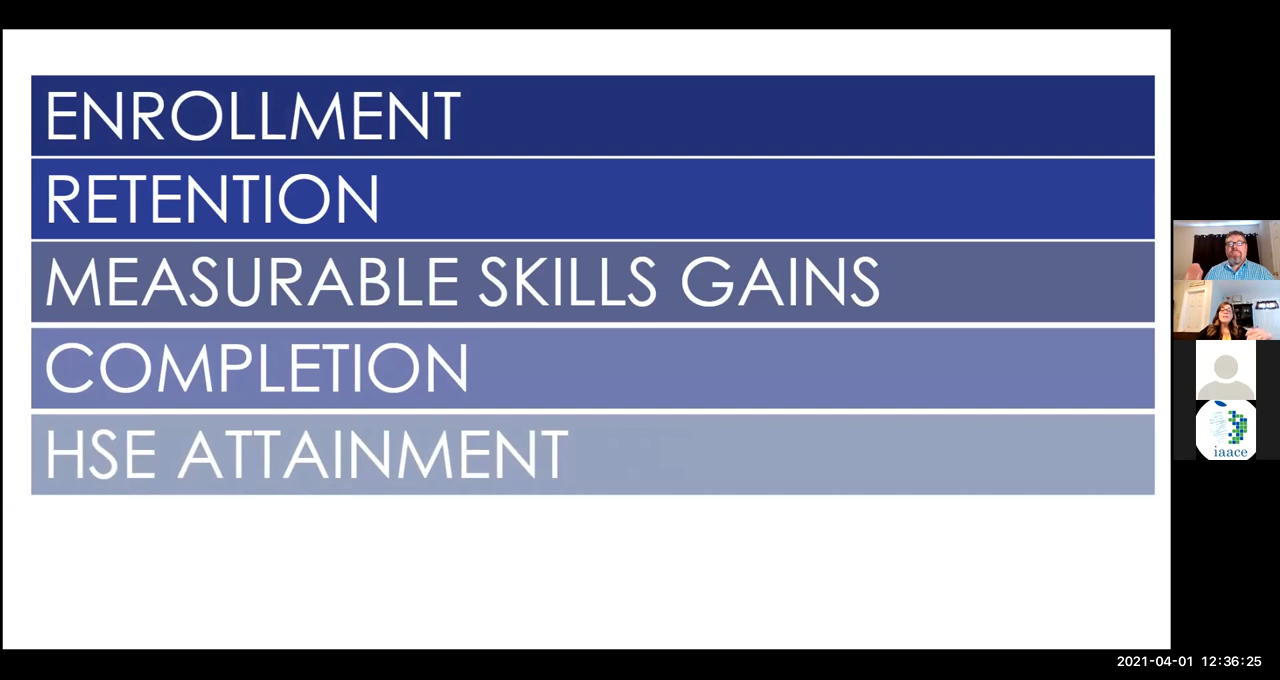 ENROLLMENT
RETENTION
MEASURABLE SKILLS GAINS
COMPLETION
HSE ATTAINMENT
iaace
2021-04-01 12:36:25